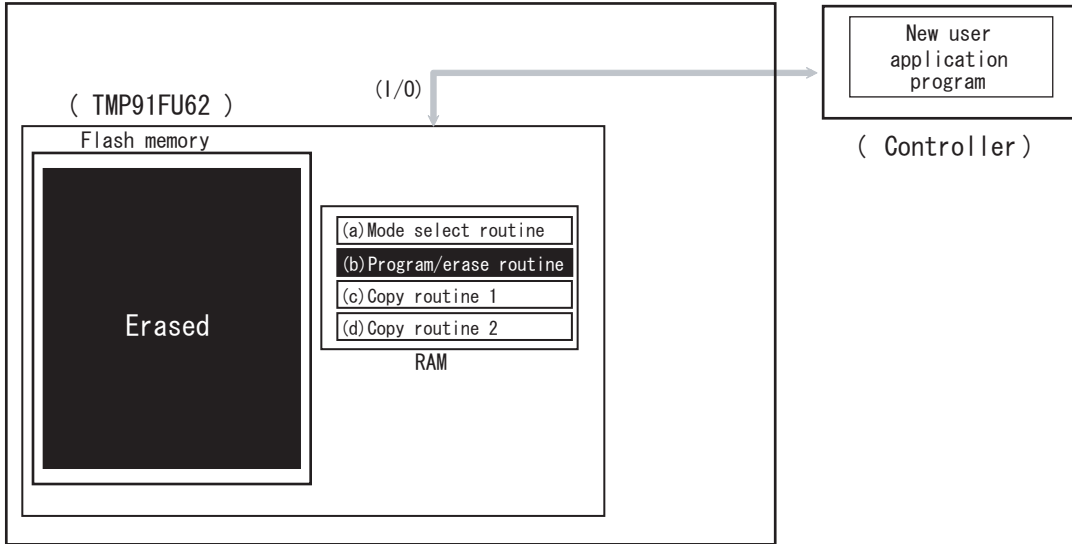 New user
application
program
(I/O)
( TMP91FU62 )
( Controller)
Flash memory
(a)Mode select routine
(b)Program/erase routine
(c)Copy routine 1
(d)Copy routine 2
Erased
RAM